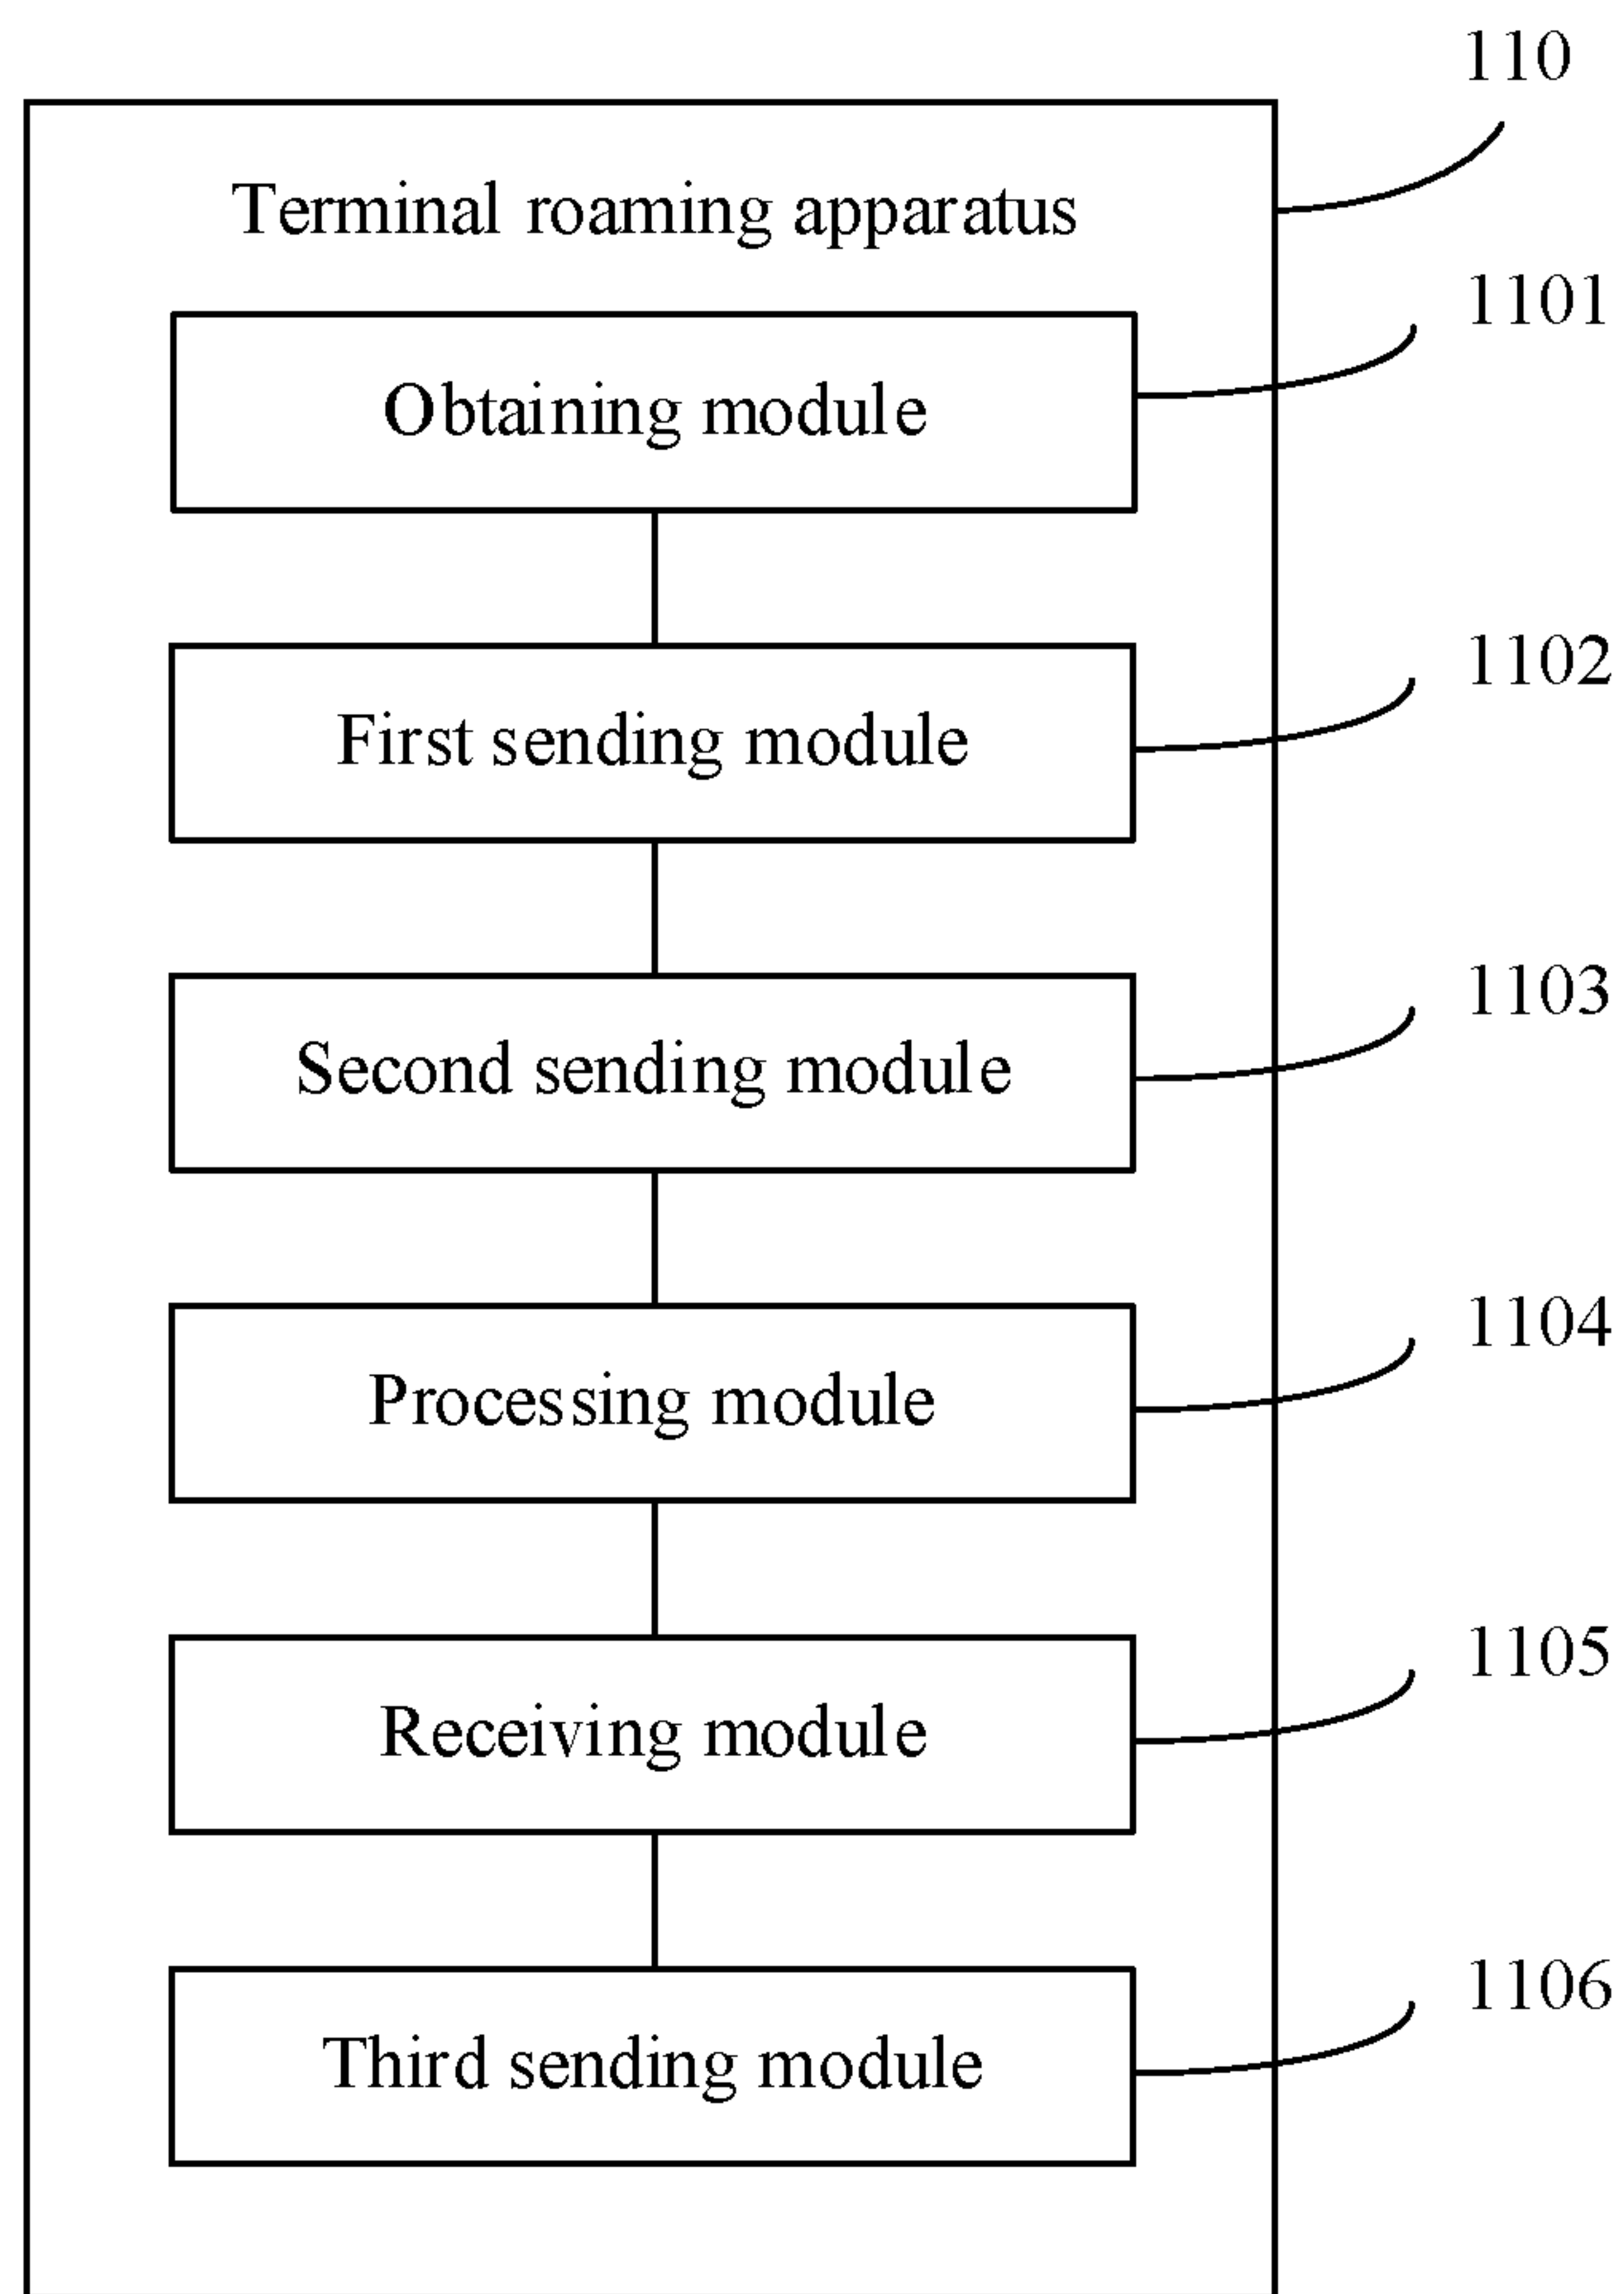 110
Terminal roaming apparatus
1101
Obtaining module
1102
First sending module
1103
Second sending module
1104
Processing module
1105
Receiving module
1106
Third sending module